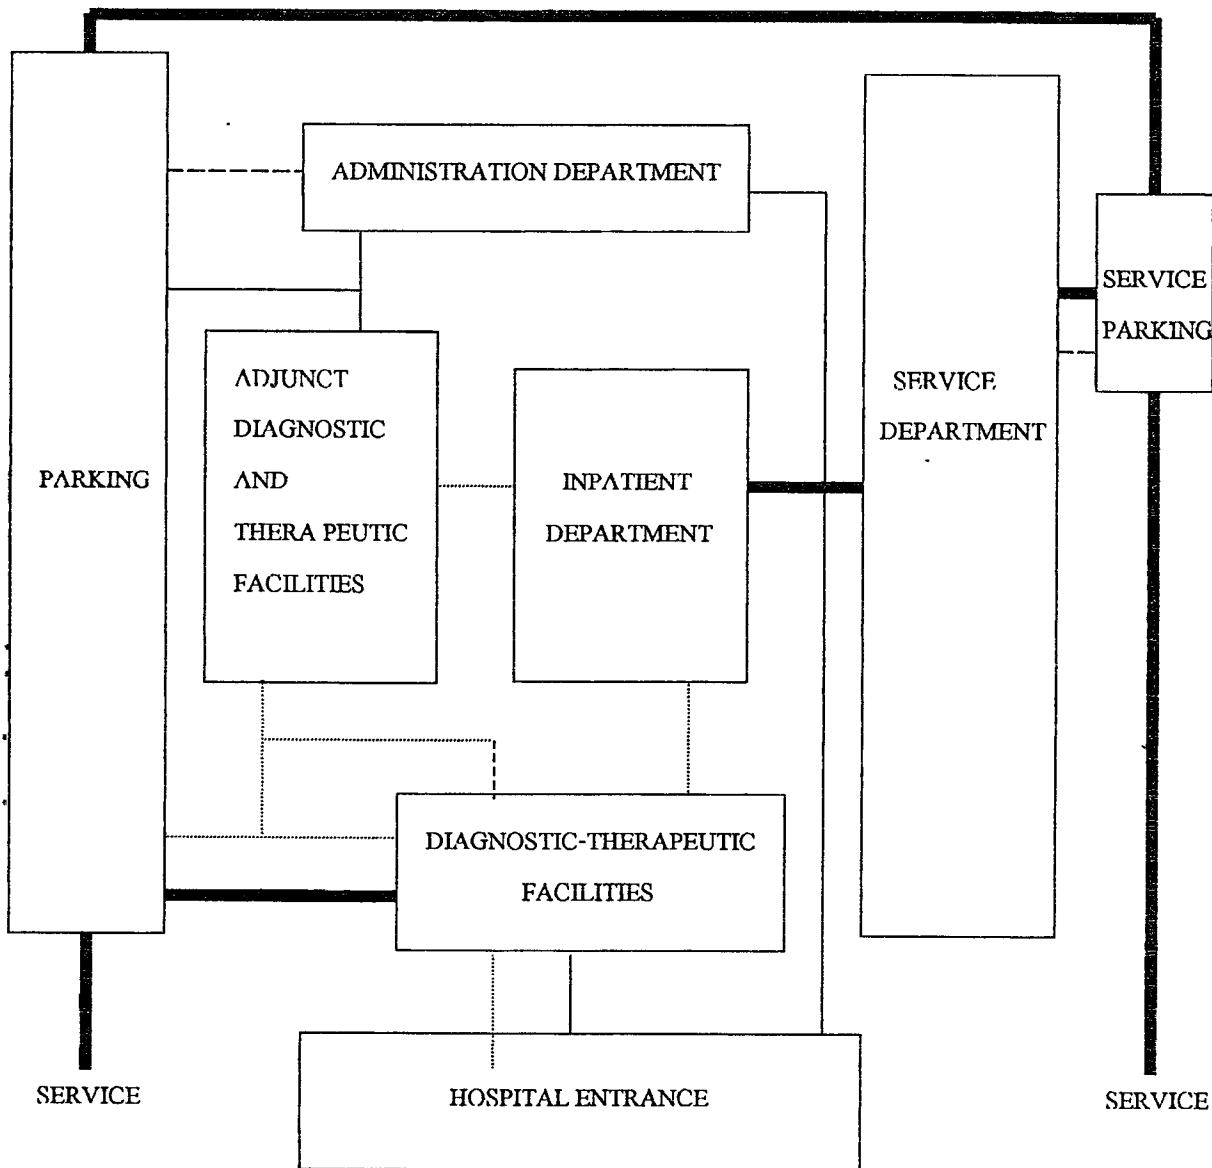 ADMINISTRATION DEPARTMENT
PARKING
ADJUNCT
DIAGNOSTIC
AND
THERA PEUTIC
FACILITIES
INPATIENT
DEPARTMENT
SERVICE
DEPARTMENT
SERVICE
PARKING
DIAGNOSTIC-THERAPEUTIC
FACILITIES
SERVICE
HOSPITAL ENTRANCE
SERVICE